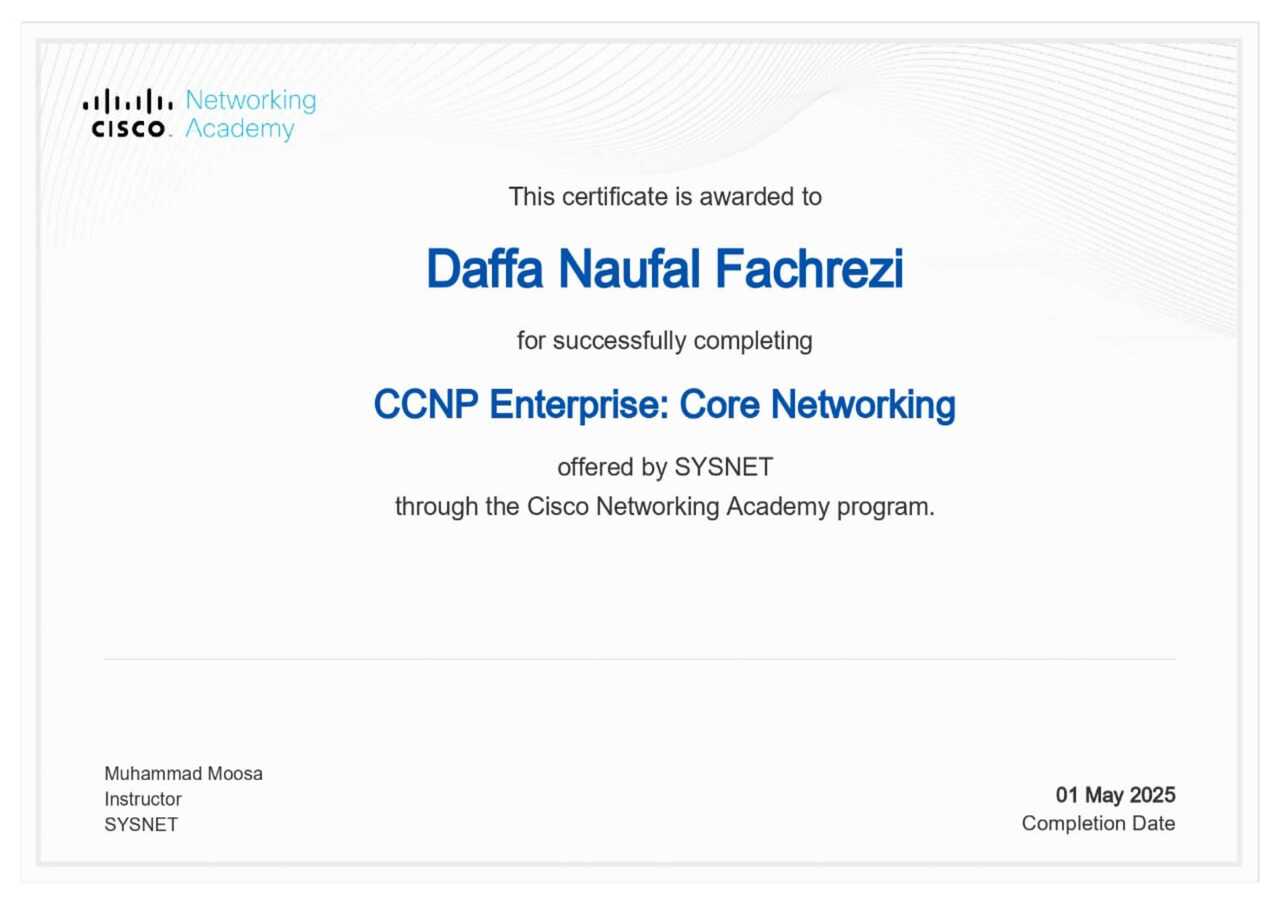 Networking
CISCO. Academy
This certificate is awarded to
Daffa Naufal Fachrezi
for successfully completing
CCNP Enterprise: Core Networking
offered by SYSNET
through the Cisco Networking Academy program.
Muhammad Moosa
Instructor
SYSNET
01 May 2025
Completion Date